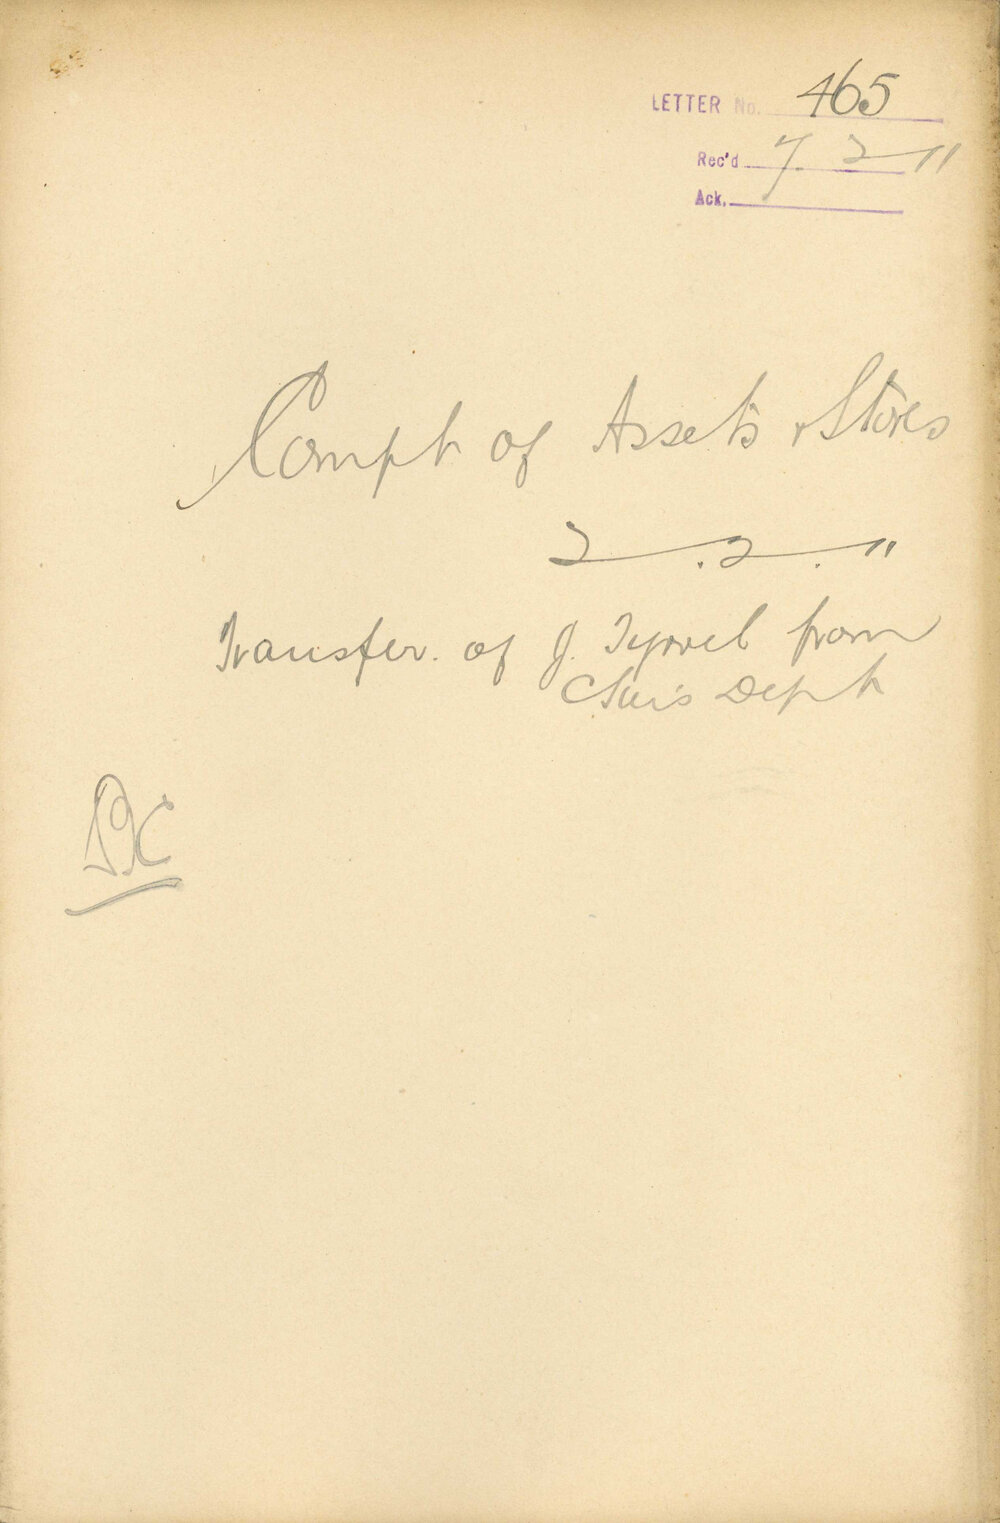 LETTER No. 465
Rec'd 7. 2 11
Ack.
Compt of Assets & Stores
2.2.11
Transfer of J. Tyrrel from
Dept